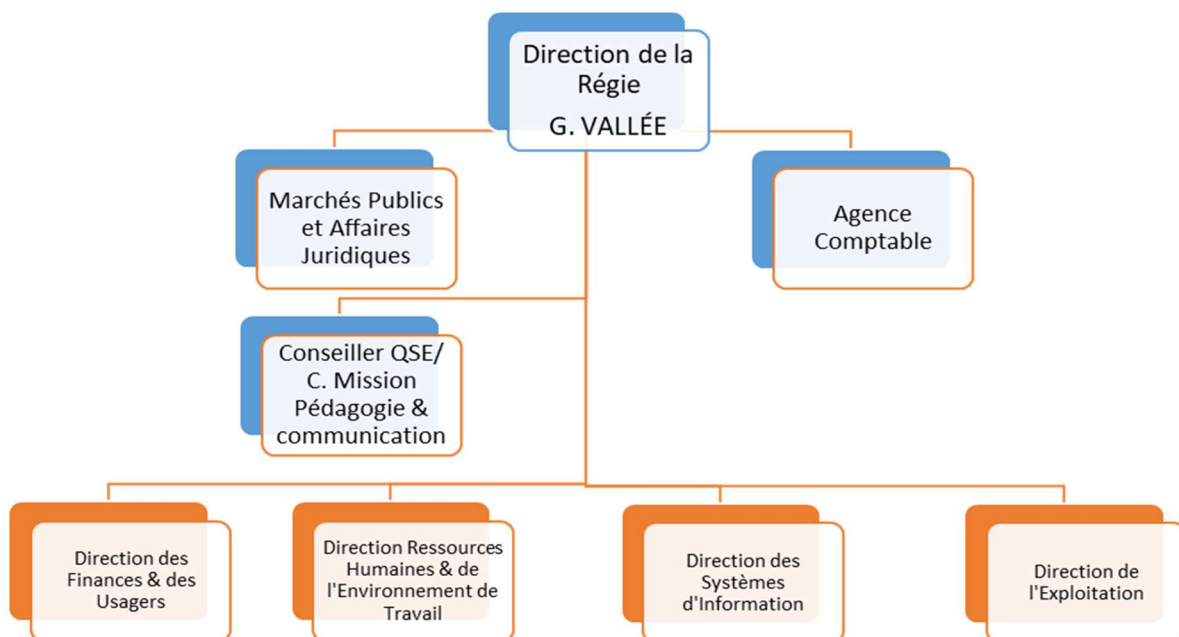 Direction de la
Régie
G. VALLÉE
Marchés Publics
et Affaires
Juridiques
Agence
Comptable
Conseiller QSE/
C. Mission
Pédagogie &
communication
Direction des
Finances & des
Usagers
Direction Ressources
Humaines & de
l'Environnement de
Travail
Direction des
Systèmes
d'Information
Direction de
l'Exploitation